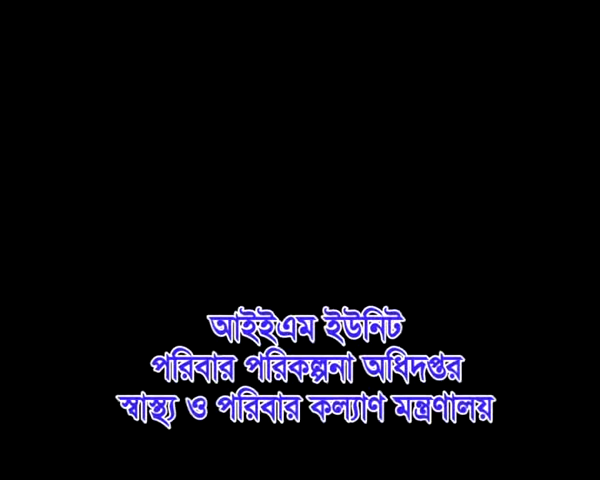 আইইএম ইউনিট
পরিবার পরিকল্পনা অধিদপ্তর
স্বাস্থ্য ও পরিবার কল্যাণ মন্ত্রণালয়